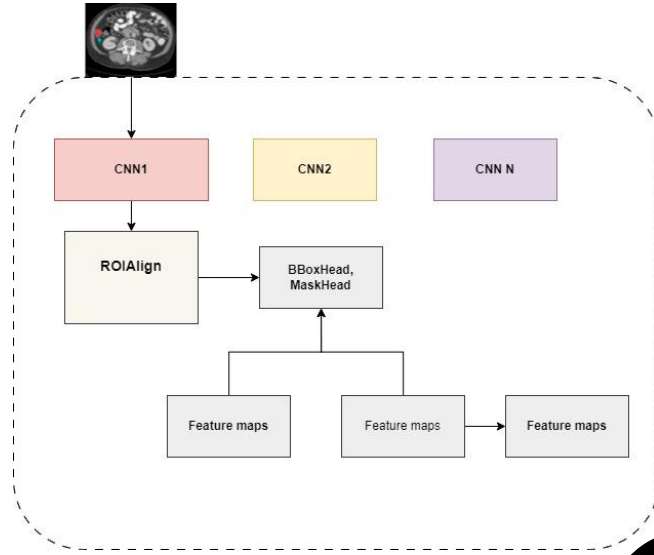 CNN1
CNN2
CNN N
ROIAlign
BBoxHead,
MaskHead
Feature maps
Feature maps
Feature maps